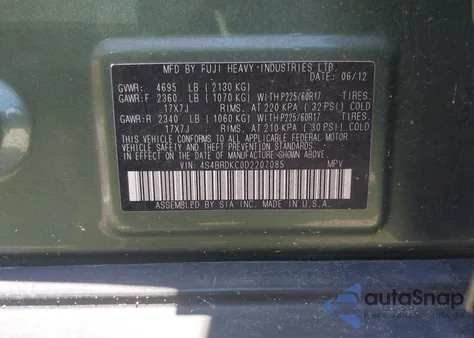 MFD BY FUJI HEAVY INDUSTRIES LTD.
DATE: 06/12
GVWR: 4695 LB (2130 KG)
GAWR:F 2360 LB (1070 KG) WITH P225/60R17 TIRES,
17X7J RIMS, AT 220 KPA (32 PSI) COLD
GAWR:R 2340 LB (1060 KG) WITH P225/60R17 TIRES,
17X7J RIMS, AT 210 KPA (30 PSI) COLD
THIS VEHICLE CONFORMS TO ALL APPLICABLE FEDERAL MOTOR
VEHICLE SAFETY STANDARDS IN EFFECT ON THE DATE OF
MANUFACTURE SHOWN ABOVE.
VIN: 4S4BRDKC0D2207085 MPV
ASSEMBLED BY SIA INC. MADE IN U.S.A.
autoSnap